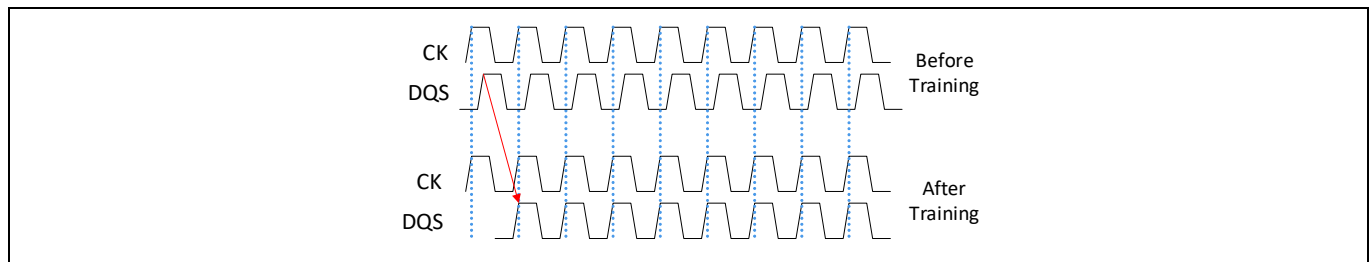 CK
DQS
Before
Training
CK
DQS
After
Training